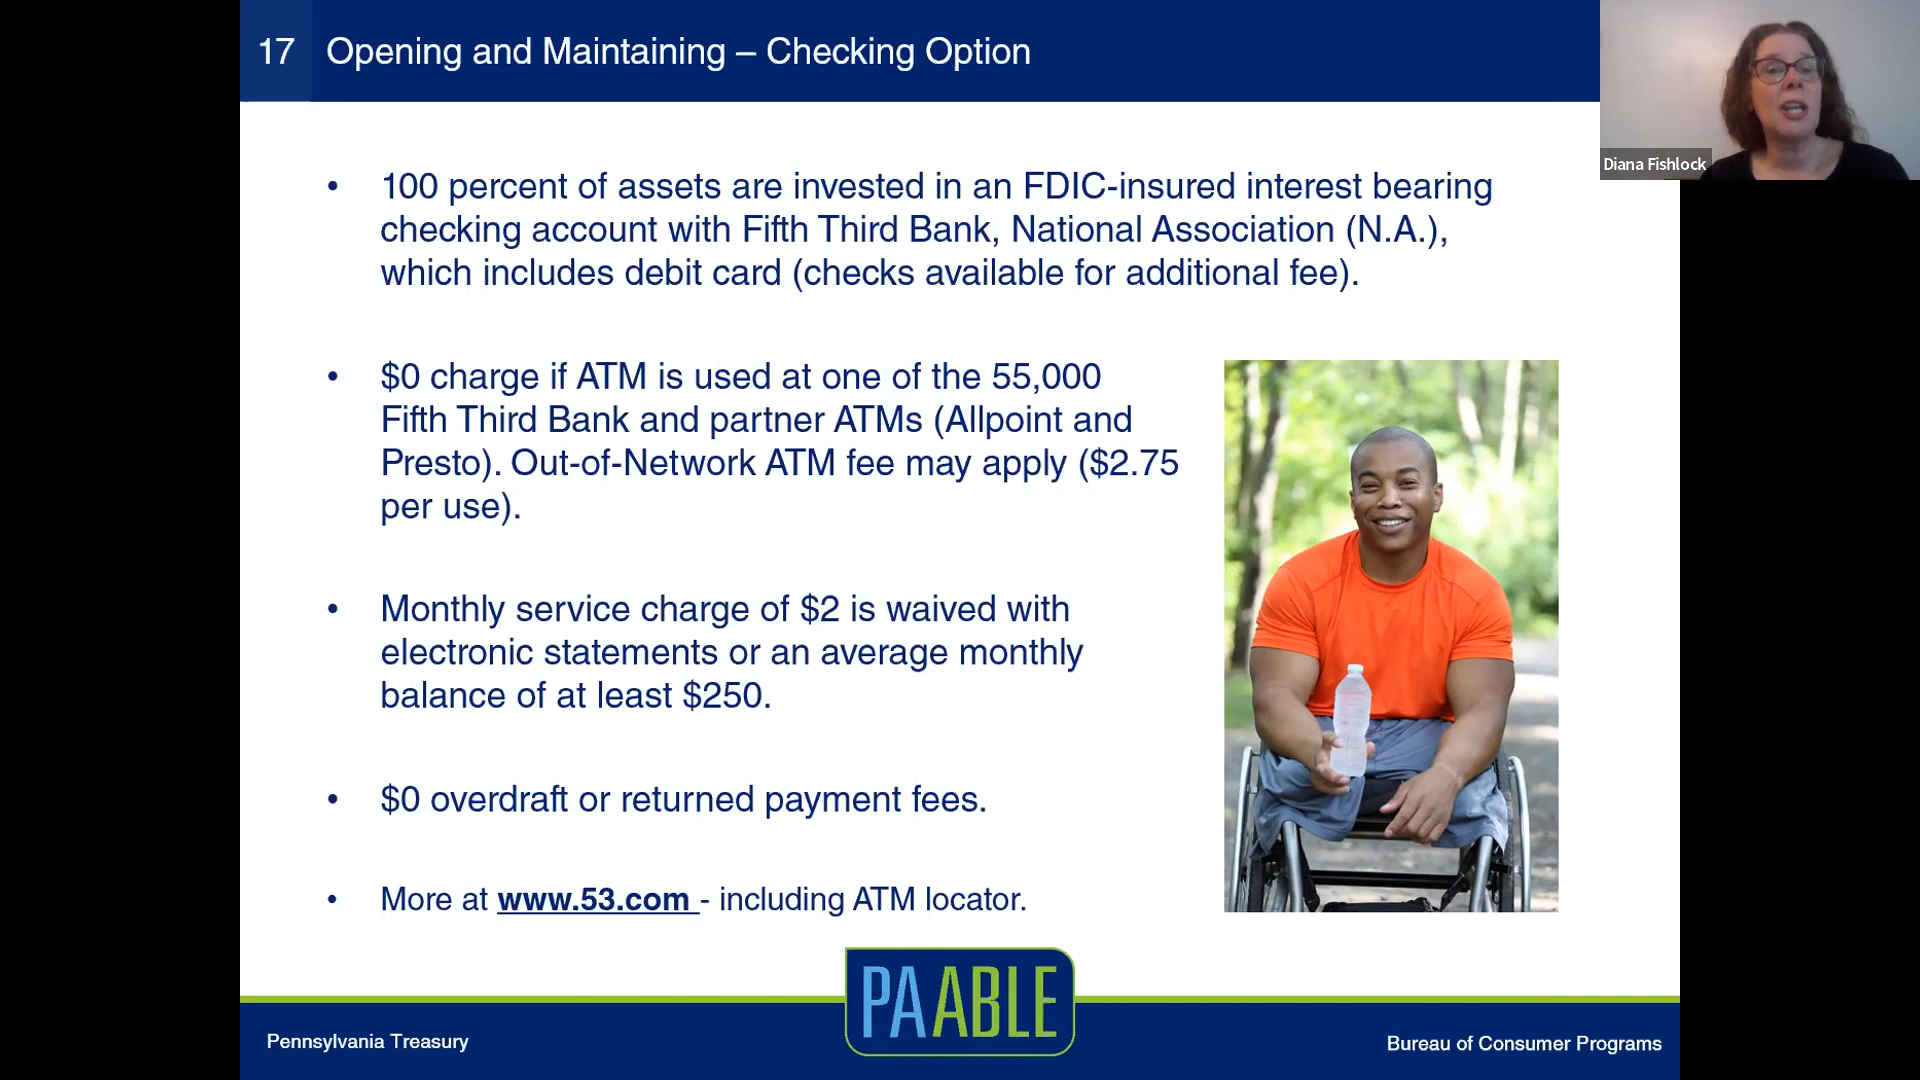 17 Opening and Maintaining – Checking Option
Diana Fishlock
• 100 percent of assets are invested in an FDIC-insured interest bearing
checking account with Fifth Third Bank, National Association (N.A.),
which includes debit card (checks available for additional fee).
• $0 charge if ATM is used at one of the 55,000
Fifth Third Bank and partner ATMs (Allpoint and
Presto). Out-of-Network ATM fee may apply ($2.75
per use).
• Monthly service charge of $2 is waived with
electronic statements or an average monthly
balance of at least $250.
• $0 overdraft or returned payment fees.
• More at www.53.com - including ATM locator.
PAABLE
Pennsylvania Treasury
Bureau of Consumer Programs